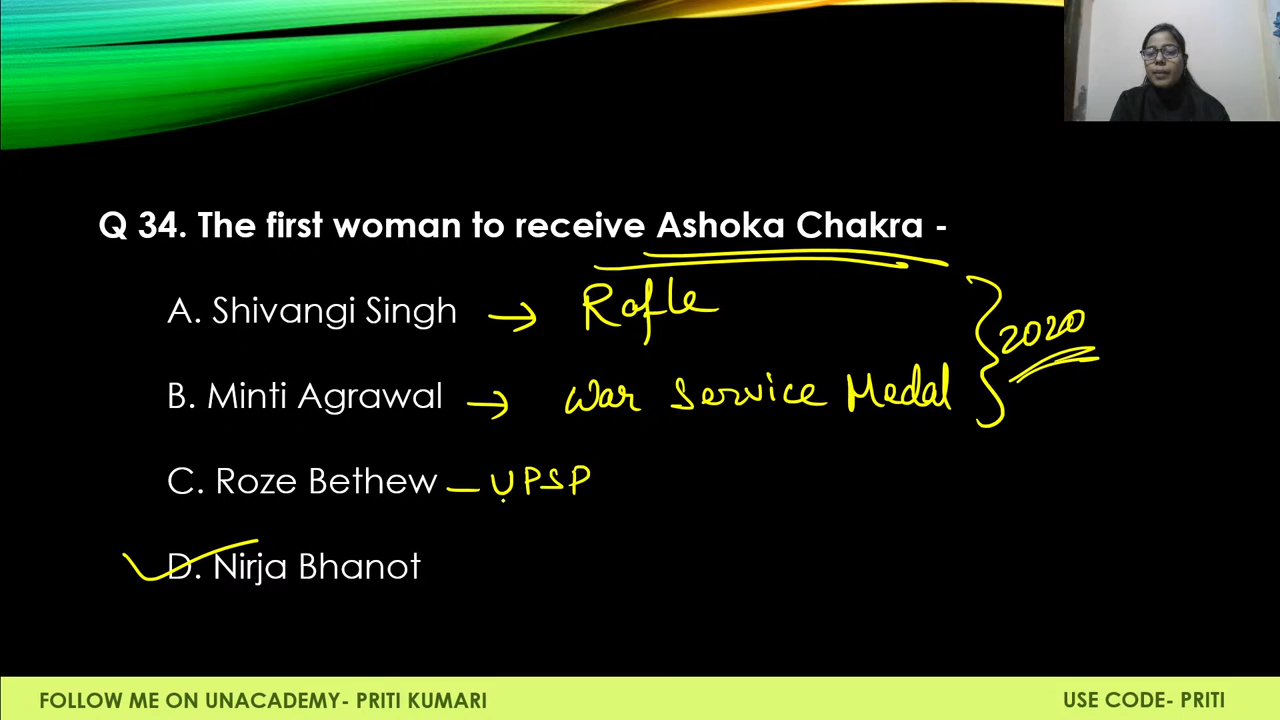 Q 34. The first woman to receive Ashoka Chakra -
A. Shivangi Singh → Rafle
B. Minti Agrawal → War Service Medal
2020
C. Roze Bethew — UPSP
D. Nirja Bhanot
FOLLOW ME ON UNACADEMY- PRITI KUMARI
USE CODE- PRITI